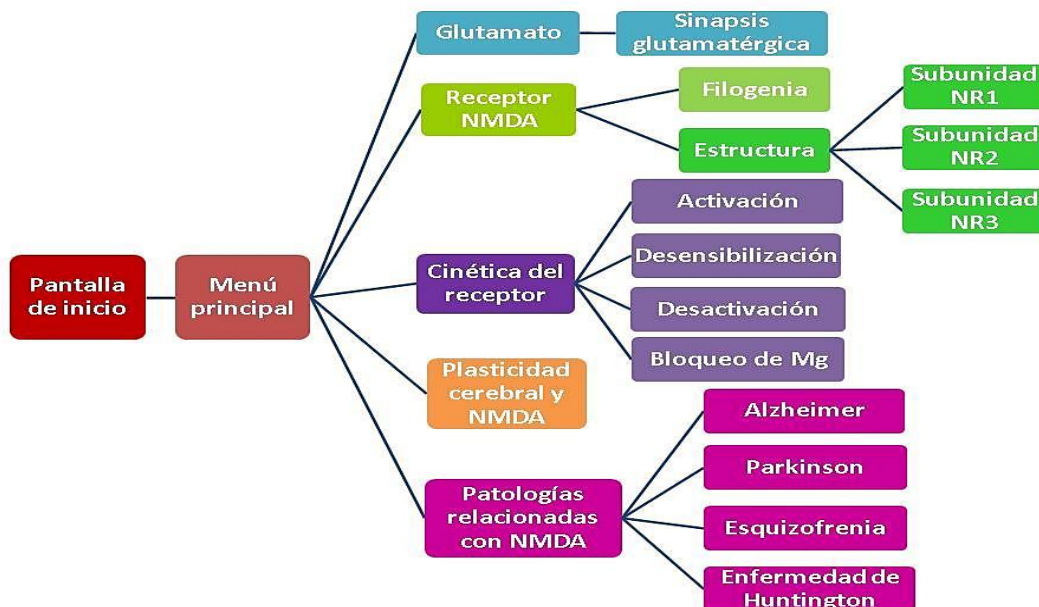 Pantalla
de inicio
Menú
principal
Glutamato
Sinapsis
glutamatérgica
Receptor
NMDA
Filogenia
Estructura
Subunidad
NR1
Subunidad
NR2
Subunidad
NR3
Cinética del
receptor
Activación
Desensibilización
Desactivación
Bloqueo de Mg
Plasticidad
cerebral y
NMDA
Patologías
relacionadas
con NMDA
Alzheimer
Parkinson
Esquizofrenia
Enfermedad de
Huntington